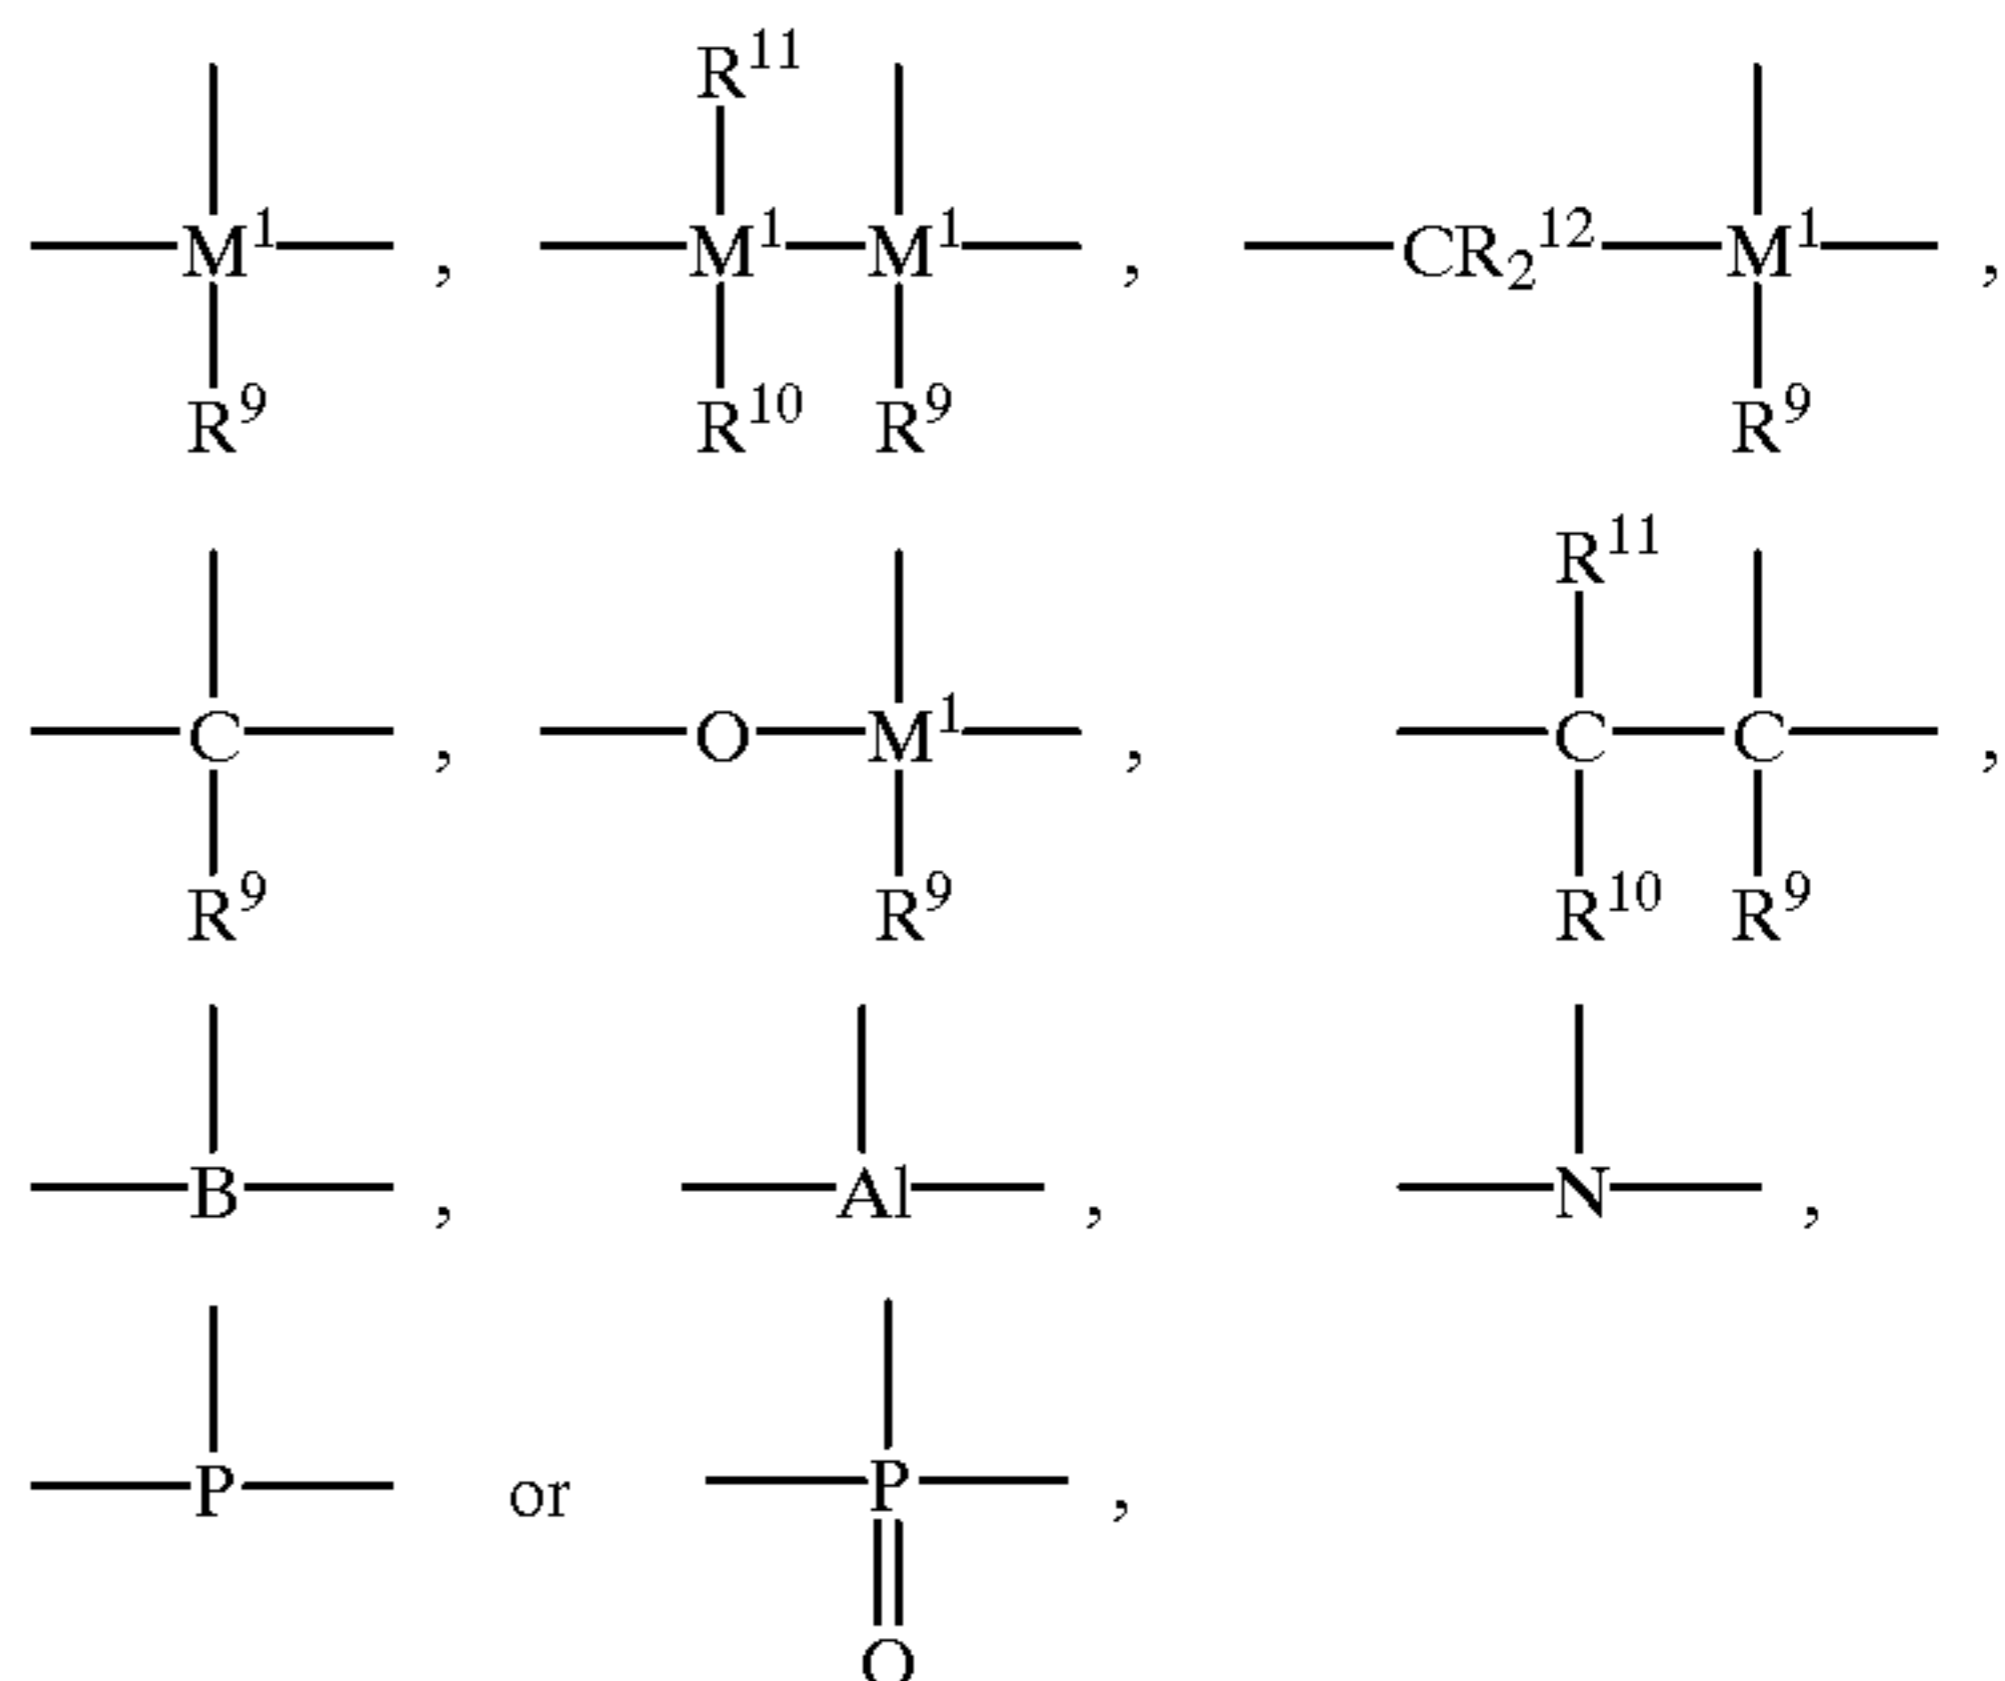 R¹¹
M¹ , M¹ M¹ , CR₂¹² M¹ ,
R⁹ R¹⁰ R⁹ R⁹
R¹¹
C , O M¹ , C C ,
R⁹ R⁹ R¹⁰ R⁹
B , Al , N ,
P or P ,
O